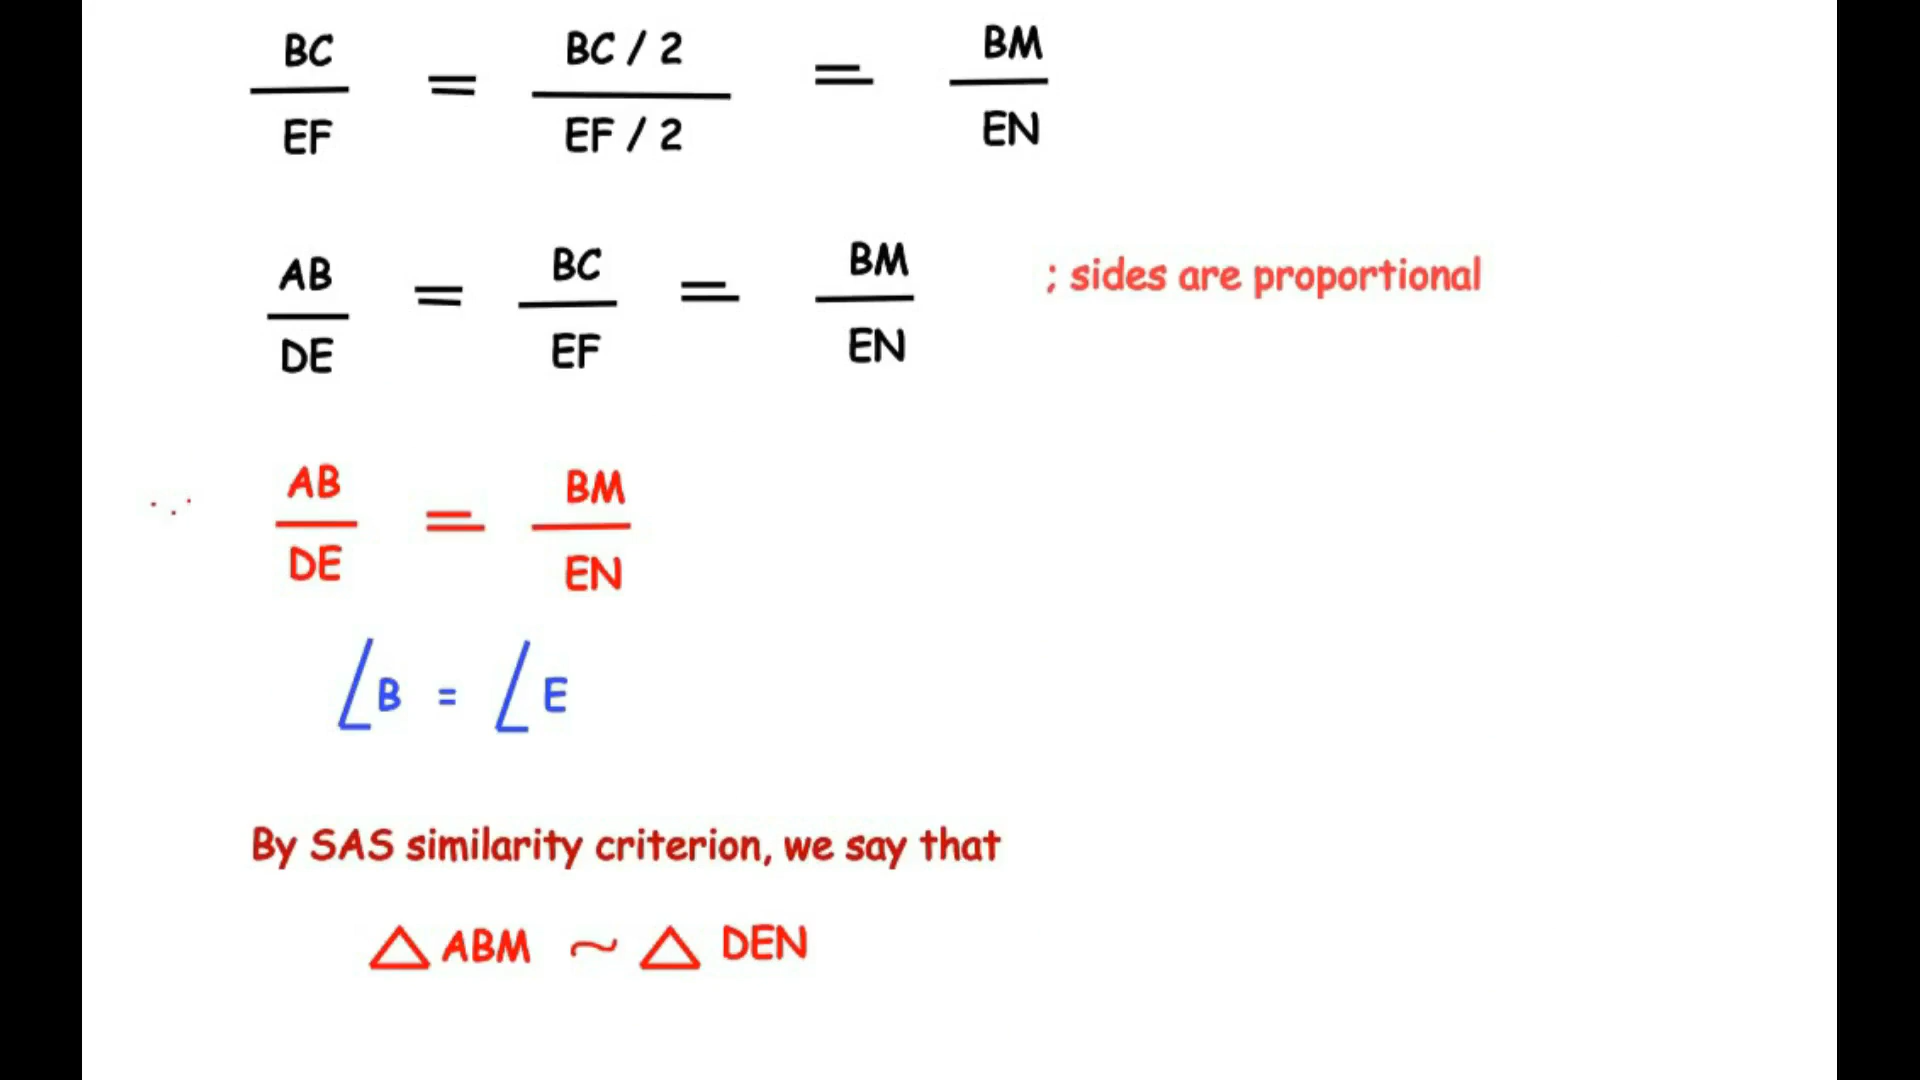 BC = BC / 2 = BM
EF EF / 2 EN
AB = BC = BM ; sides are proportional
DE EF EN
∴ AB = BM
DE EN
∠B = ∠E
By SAS similarity criterion, we say that
△ ABM ~ △ DEN